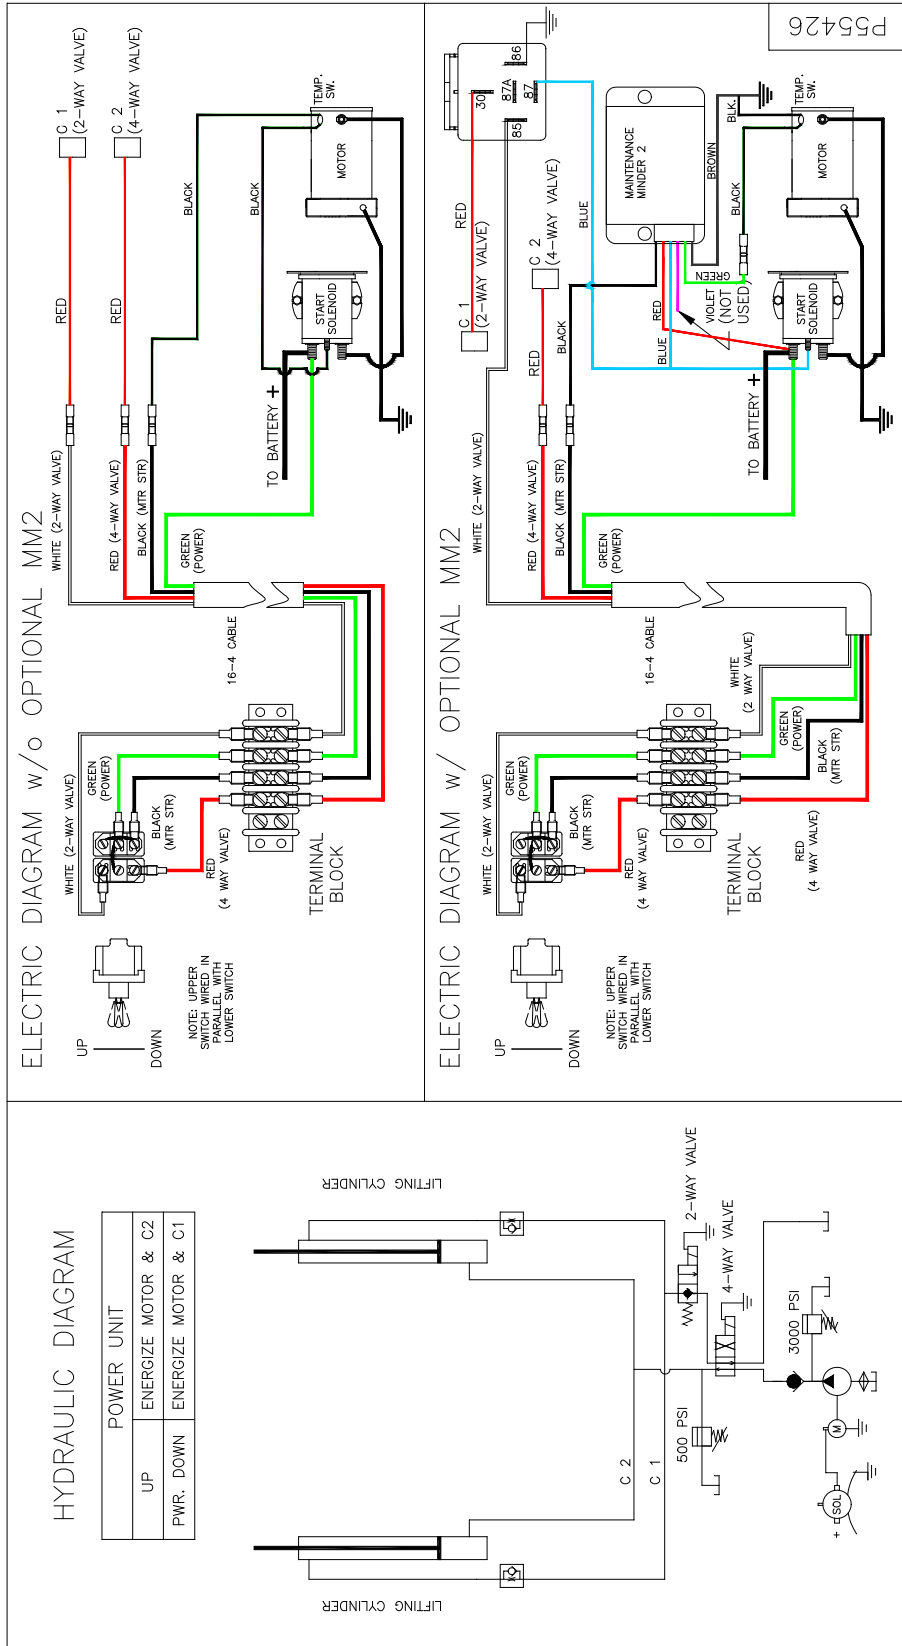 P55426
HYDRAULIC DIAGRAM
POWER UNIT
UP
ENERGIZE MOTOR & C2
PWR. DOWN
ENERGIZE MOTOR & C1
LIFTING CYLINDER
LIFTING CYLINDER
C 2
C 1
500 PSI
3000 PSI
2-WAY VALVE
4-WAY VALVE
SOL
M
+
ELECTRIC DIAGRAM w/o OPTIONAL MM2
UP
DOWN
NOTE: UPPER
SWITCH WIRED IN
PARALLEL WITH
LOWER SWITCH
WHITE (2-WAY VALVE)
GREEN
(POWER)
BLACK
(MTR STR)
RED
(4 WAY VALVE)
TERMINAL
BLOCK
16-4 CABLE
WHITE (2-WAY VALVE)
RED (4-WAY VALVE)
BLACK (MTR STR)
GREEN
(POWER)
TO BATTERY +
RED
RED
BLACK
BLACK
C 1
(2-WAY VALVE)
C 2
(4-WAY VALVE)
START
SOLENOID
MOTOR
TEMP.
SW.
ELECTRIC DIAGRAM w/ OPTIONAL MM2
UP
DOWN
NOTE: UPPER
SWITCH WIRED IN
PARALLEL WITH
LOWER SWITCH
WHITE (2-WAY VALVE)
GREEN
(POWER)
BLACK
(MTR STR)
RED
(4 WAY VALVE)
TERMINAL
BLOCK
WHITE
(2 WAY VALVE)
GREEN
(POWER)
BLACK
(MTR STR)
RED
(4 WAY VALVE)
16-4 CABLE
WHITE (2-WAY VALVE)
RED (4-WAY VALVE)
BLACK (MTR STR)
GREEN
(POWER)
TO BATTERY +
C 1
(2-WAY VALVE)
RED
C 2
(4-WAY VALVE)
RED
BLACK
BLUE
30
87A
87
86
85
MAINTENANCE
MINDER 2
RED
BLUE
VIOLET
(NOT
USED)
GREEN
BROWN
BLACK
BLK.
START
SOLENOID
MOTOR
TEMP.
SW.